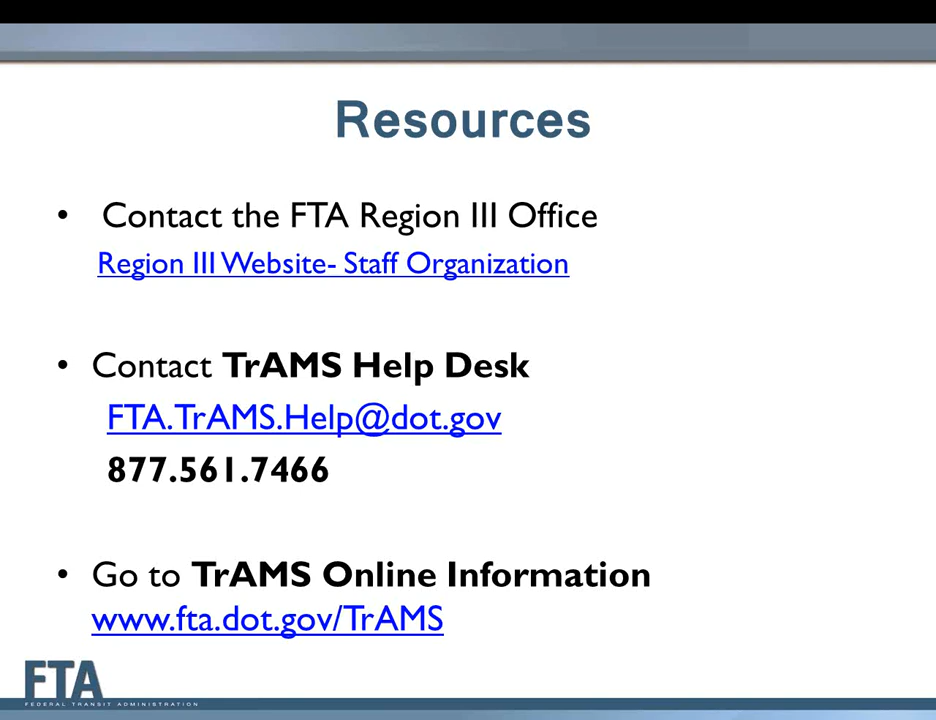 Resources
• Contact the FTA Region III Office
Region III Website- Staff Organization
• Contact TrAMS Help Desk
FTA.TrAMS.Help@dot.gov
877.561.7466
• Go to TrAMS Online Information
www.fta.dot.gov/TrAMS
FTA
FEDERAL TRANSIT ADMINISTRATION